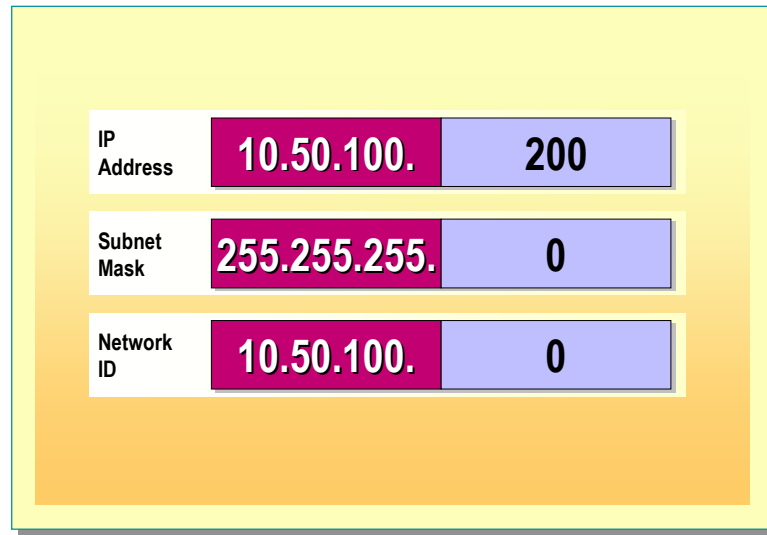 IP
Address
10.50.100. 200
Subnet
Mask
255.255.255. 0
Network
ID
10.50.100. 0